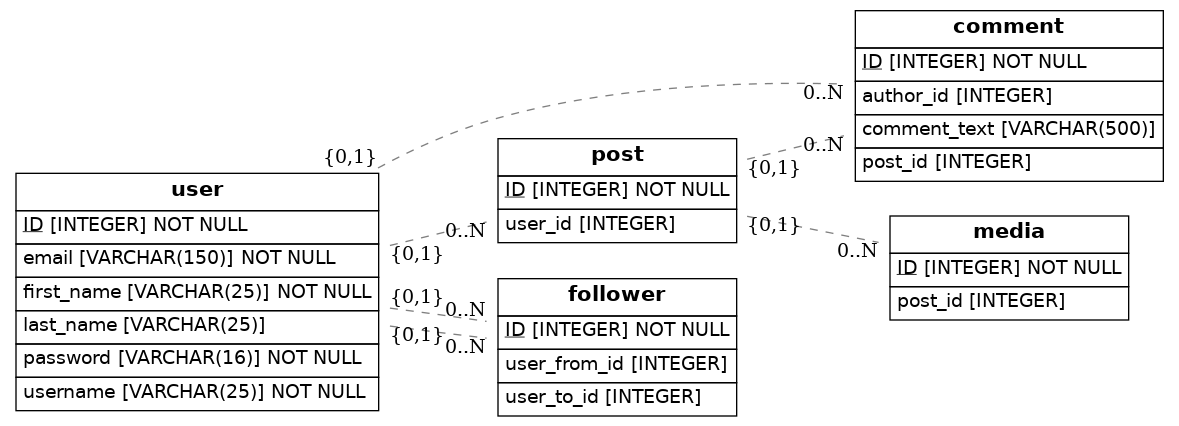 comment
ID [INTEGER] NOT NULL
author_id [INTEGER]
comment_text [VARCHAR(500)]
post_id [INTEGER]
0..N
0..N
{0,1}
post
ID [INTEGER] NOT NULL
user_id [INTEGER]
{0,1}
{0,1}
0..N
user
ID [INTEGER] NOT NULL
email [VARCHAR(150)] NOT NULL
first_name [VARCHAR(25)] NOT NULL
last_name [VARCHAR(25)]
password [VARCHAR(16)] NOT NULL
username [VARCHAR(25)] NOT NULL
{0,1}
0..N
{0,1}
0..N
{0,1}
0..N
follower
ID [INTEGER] NOT NULL
user_from_id [INTEGER]
user_to_id [INTEGER]
media
ID [INTEGER] NOT NULL
post_id [INTEGER]